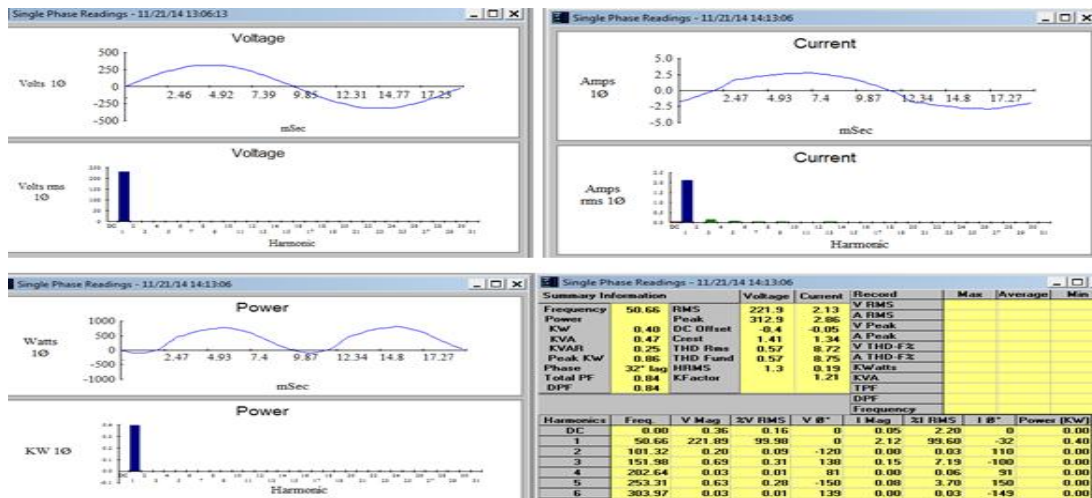 Single Phase Readings - 11/21/14 13:06:13
Voltage
Volts 1Ø
500
250
0
-250
-500
2.46 4.92 7.39 9.85 12.31 14.77 17.23
mSec
Voltage
Volts rms
1Ø
Harmonic
Single Phase Readings - 11/21/14 14:13:06
Current
Amps
1Ø
5.0
2.5
0.0
-2.5
-5.0
2.47 4.93 7.4 9.87 12.34 14.8 17.27
mSec
Current
Amps
rms 1Ø
Harmonic
Single Phase Readings - 11/21/14 14:13:06
Power
Watts
1Ø
1000
500
0
-500
-1000
2.47 4.93 7.4 9.87 12.34 14.8 17.27
mSec
Power
KW 1Ø
Harmonic
Single Phase Readings - 11/21/14 14:13:06
Summary Information Voltage Current Record Max Average Min
Frequency 50.66 RMS 221.9 2.13 V RMS
Power Peak 312.9 2.86 A RMS
KW 0.40 DC Offset -0.4 -0.05 V Peak
KVA 0.47 Crest 1.41 1.34 A Peak
KVAR 0.25 THD Rms 0.57 8.72 V THD-F%
Peak KW 0.86 THD Fund 0.57 8.75 A THD-F%
Phase 32° lag HRMS 1.3 0.19 KWatts
Total PF 0.84 KFactor 1.21 KVA
DPF 0.84 TPF
DPF
Frequency
Harmonics Freq. V Mag %V RMS V Ø° I Mag %I RMS I Ø° Power (KW)
DC 0.00 0.36 0.16 0 0.05 2.20 0 0.00
1 50.66 221.89 99.98 0 2.12 99.60 -32 0.40
2 101.32 0.20 0.09 -120 0.00 0.03 110 0.00
3 151.98 0.69 0.31 138 0.15 7.19 -100 0.00
4 202.64 0.03 0.01 81 0.00 0.06 91 0.00
5 253.31 0.63 0.28 -150 0.08 3.70 150 0.00
6 303.97 0.03 0.01 139 0.00 0.03 -149 0.00